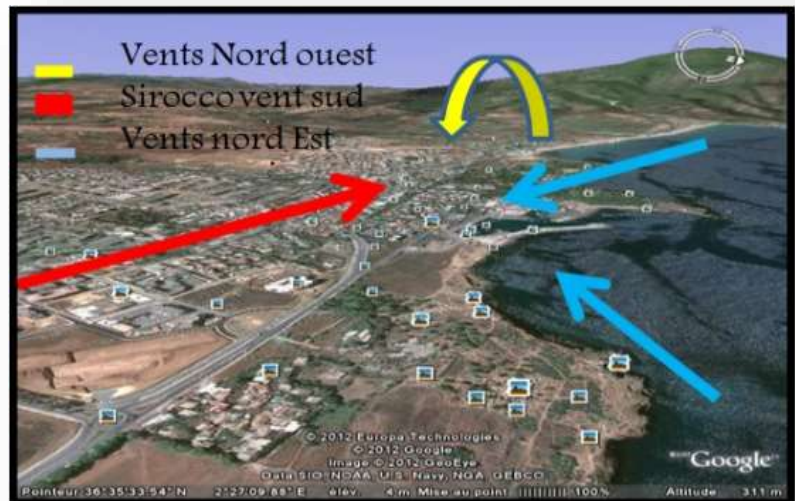 Vents Nord ouest
Sirocco vent sud
Vents nord Est
© 2012 Europa Technologies
© 2012 Google
Image © 2012 GeoEye
Data SIO, NOAA, U.S. Navy, NGA, GEBCO
Google
Pointeur 36°35'33.54" N 2°27'09.88" E élév. 4 m Mise au point |||||||||| 100% Altitude 311 m